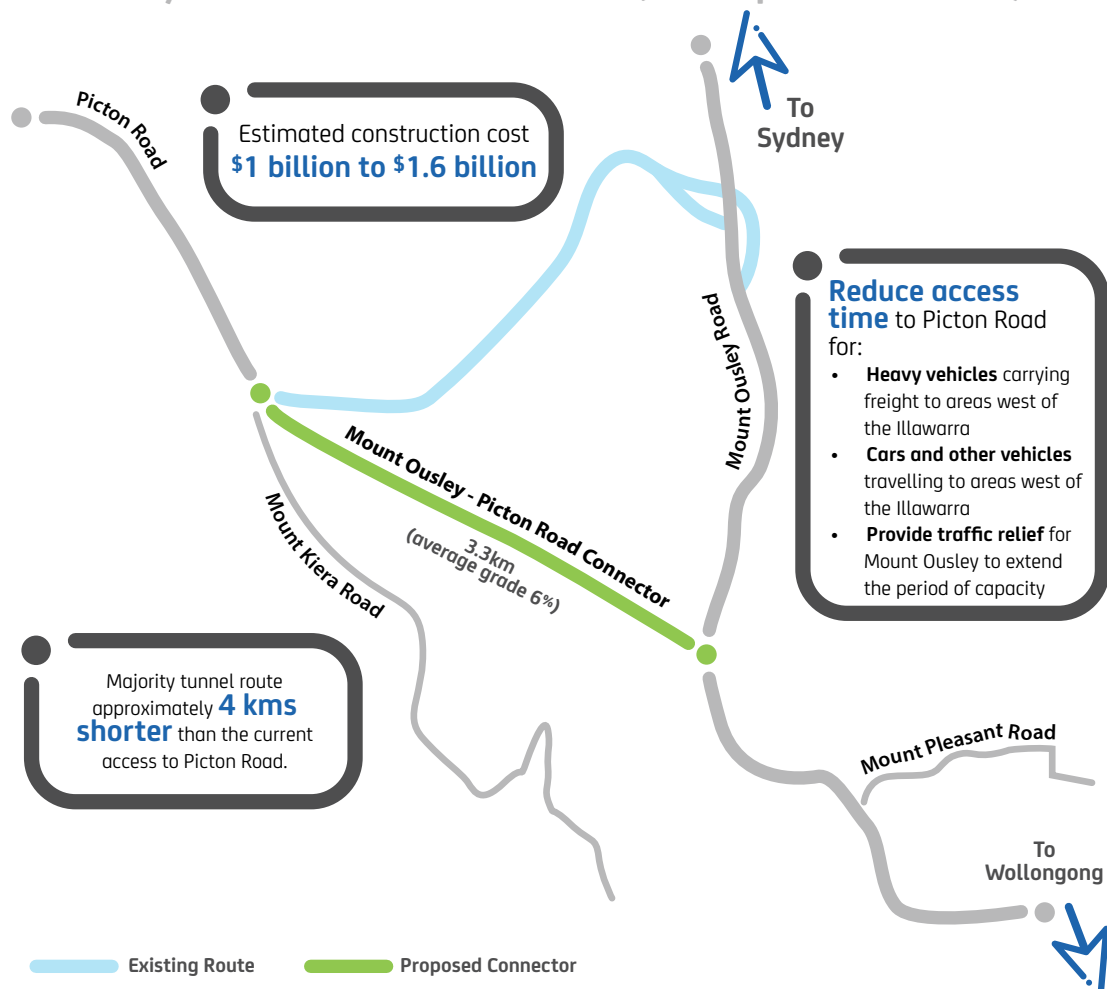 To
Sydney
Picton Road
Estimated construction cost
$1 billion to $1.6 billion
Reduce access
time to Picton Road
for:
• Heavy vehicles carrying
freight to areas west of
the Illawarra
• Cars and other vehicles
travelling to areas west of
the Illawarra
• Provide traffic relief for
Mount Ousley to extend
the period of capacity
Mount Ousley Road
Mount Ousley - Picton Road Connector
3.3km
(average grade 6%)
Mount Kiera Road
Majority tunnel route
approximately 4 kms
shorter than the current
access to Picton Road.
Mount Pleasant Road
To
Wollongong
Existing Route
Proposed Connector